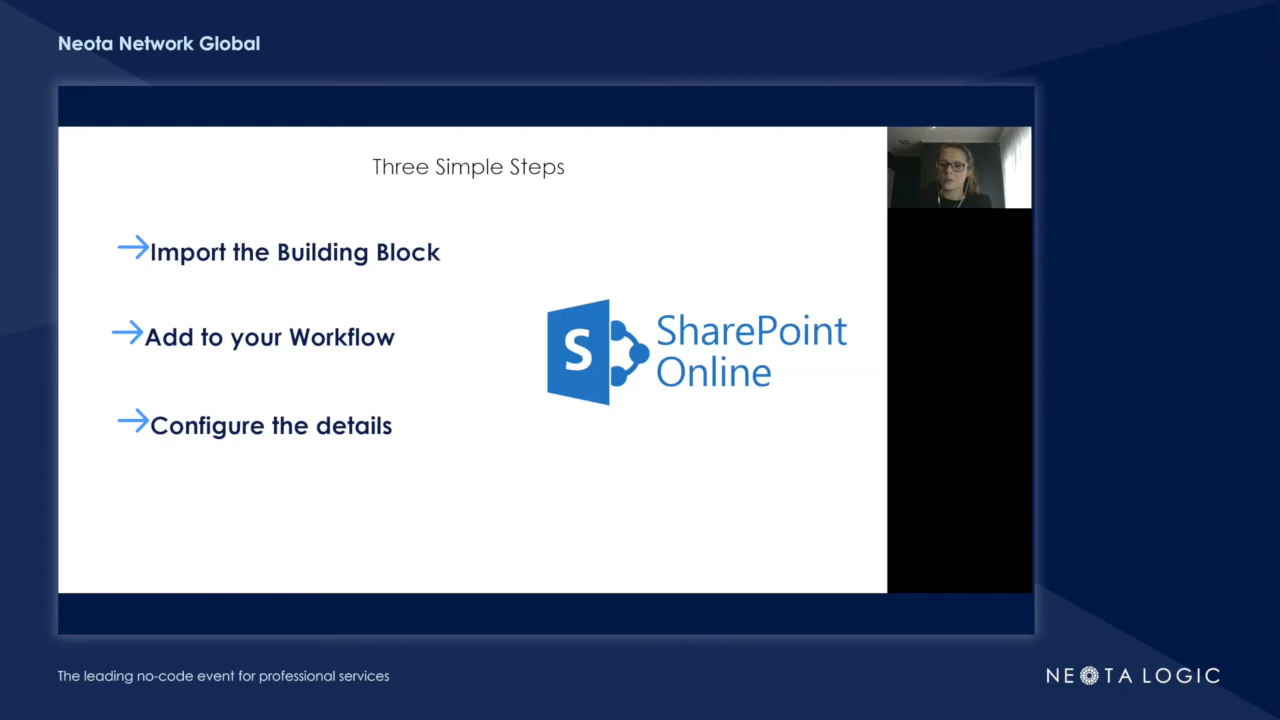 Neota Network Global
Three Simple Steps
Import the Building Block
Add to your Workflow
Configure the details
S
SharePoint
Online
The leading no-code event for professional services
NEOTA LOGIC